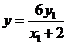 y = 6y₁ / (x₁ + 2)